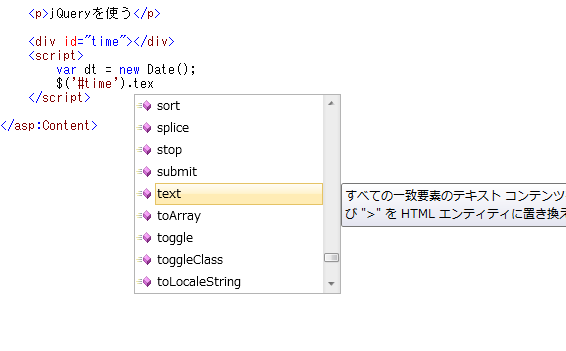 <p>jQueryを使う</p>
<div id="time"></div>
<script>
var dt = new Date();
$('#time').tex
</script>
</asp:Content>
sort
splice
stop
submit
text
toArray
toggle
toggleClass
toLocaleString
すべての一致要素のテキスト コンテンツ
び ">" を HTML エンティティに置き換え